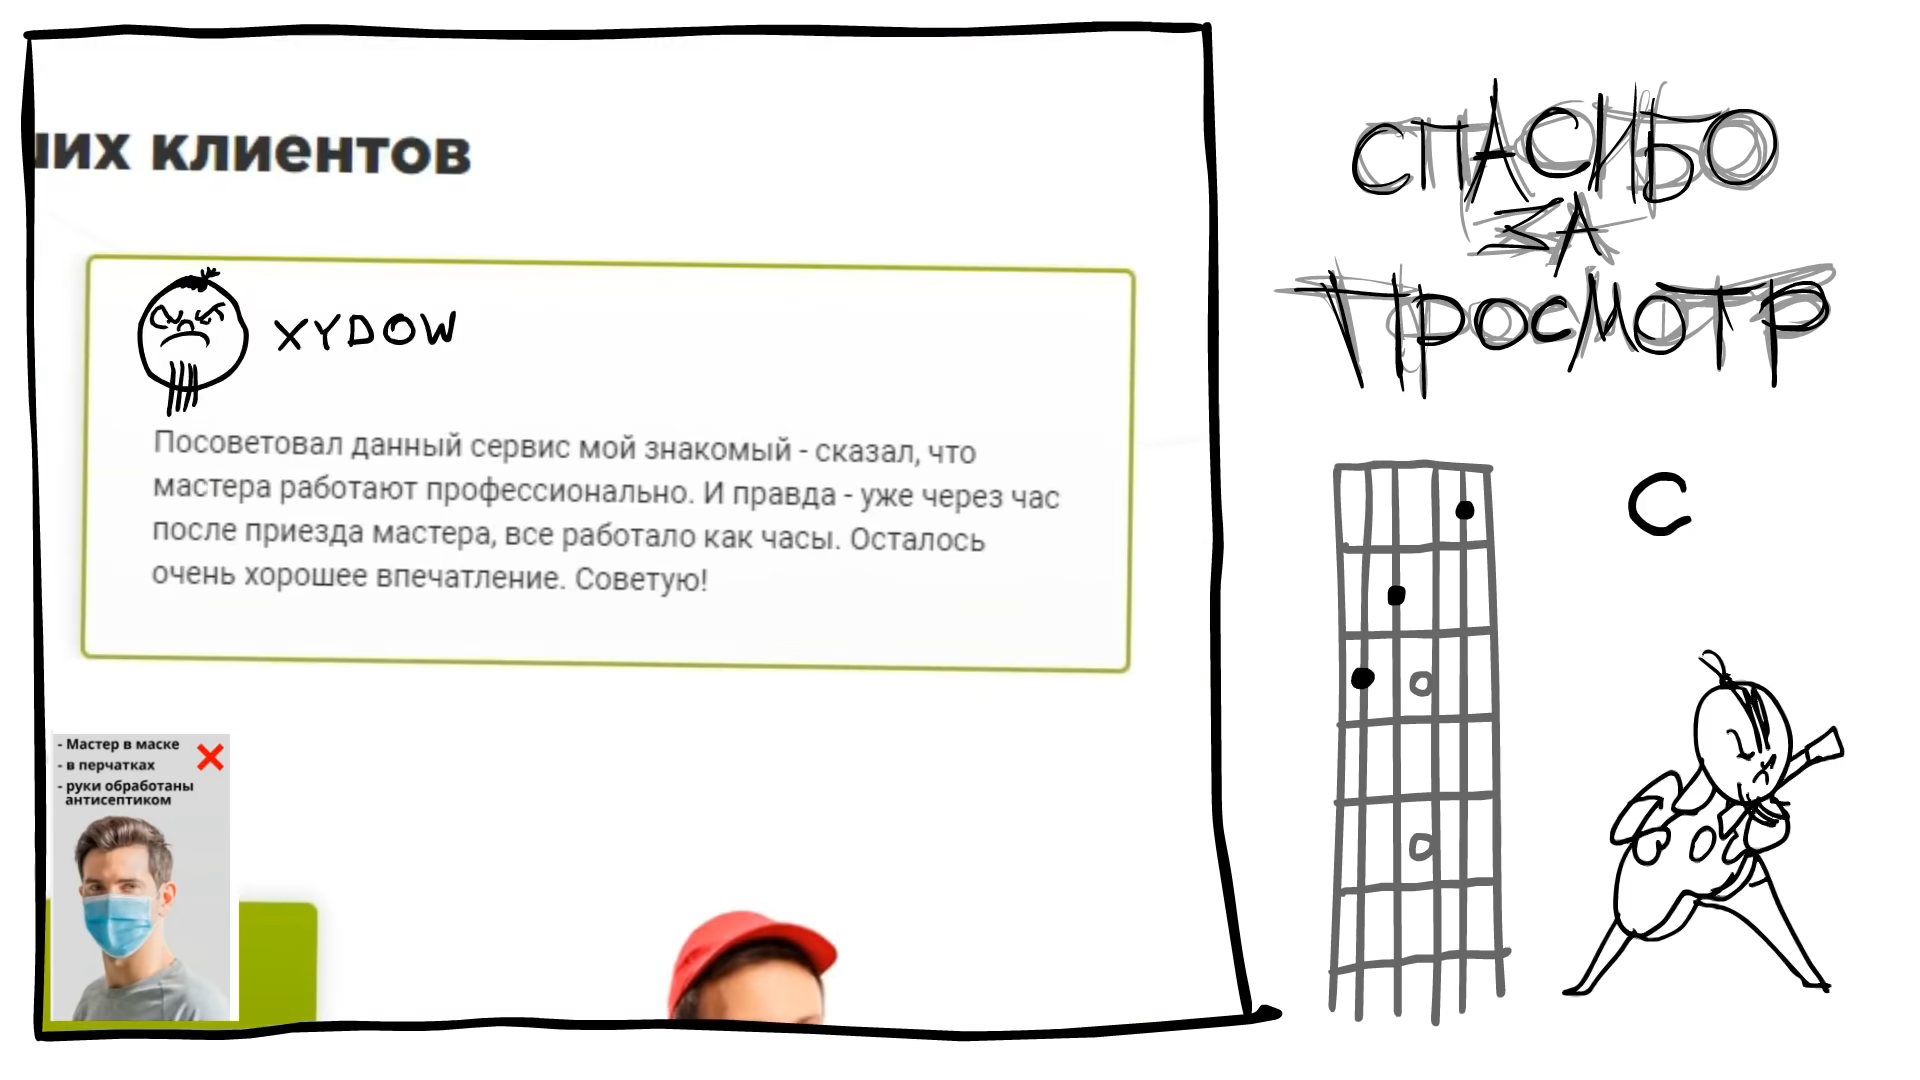 ших клиентов
XYDOW
Посоветовал данный сервис мой знакомый - сказал, что
мастера работают профессионально. И правда - уже через час
после приезда мастера, все работало как часы. Осталось
очень хорошее впечатление. Советую!
- Мастер в маске
- в перчатках
- руки обработаны
антисептиком
СПАСИБО
ЗА
ПРОСМОТР
C